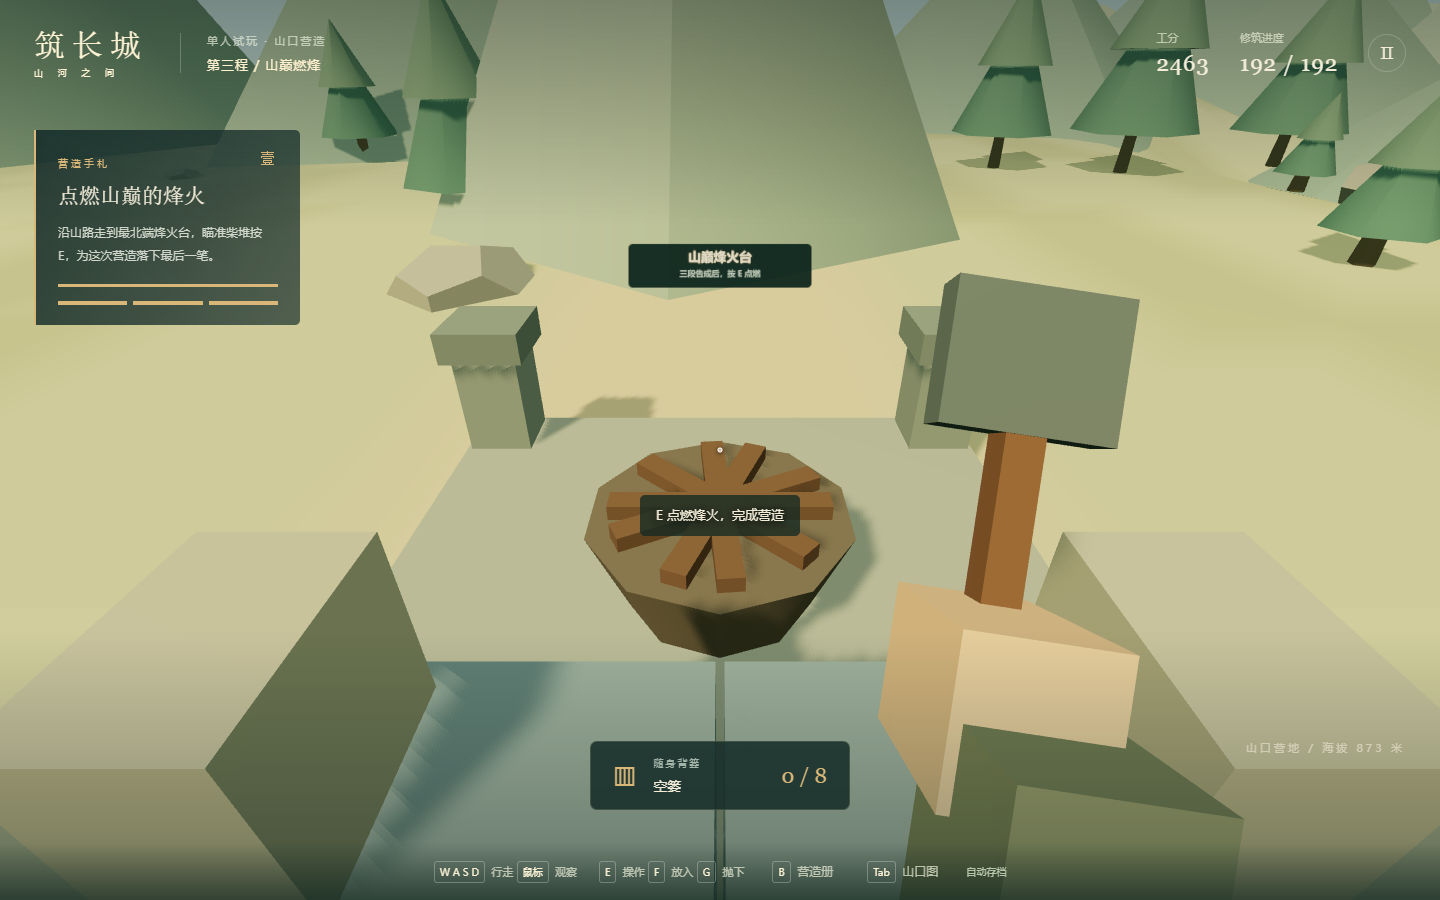 筑长城
山河之间
单人试玩 · 山口营造
第三程 / 山巅燃烽
工分
2463
修筑进度
192 / 192
II
营造手札
壹
点燃山巅的烽火
沿山路走到最北端烽火台，瞄准柴堆按
E，为这次营造落下最后一笔。
山巅烽火台
三段告成后，按 E 点燃
E 点燃烽火，完成营造
山口营地 / 海拔 873 米
随身背篓
空篓
0 / 8
WASD 行走 鼠标 观察 E 操作 F 放入 G 抛下 B 营造册 Tab 山口图 自动存档